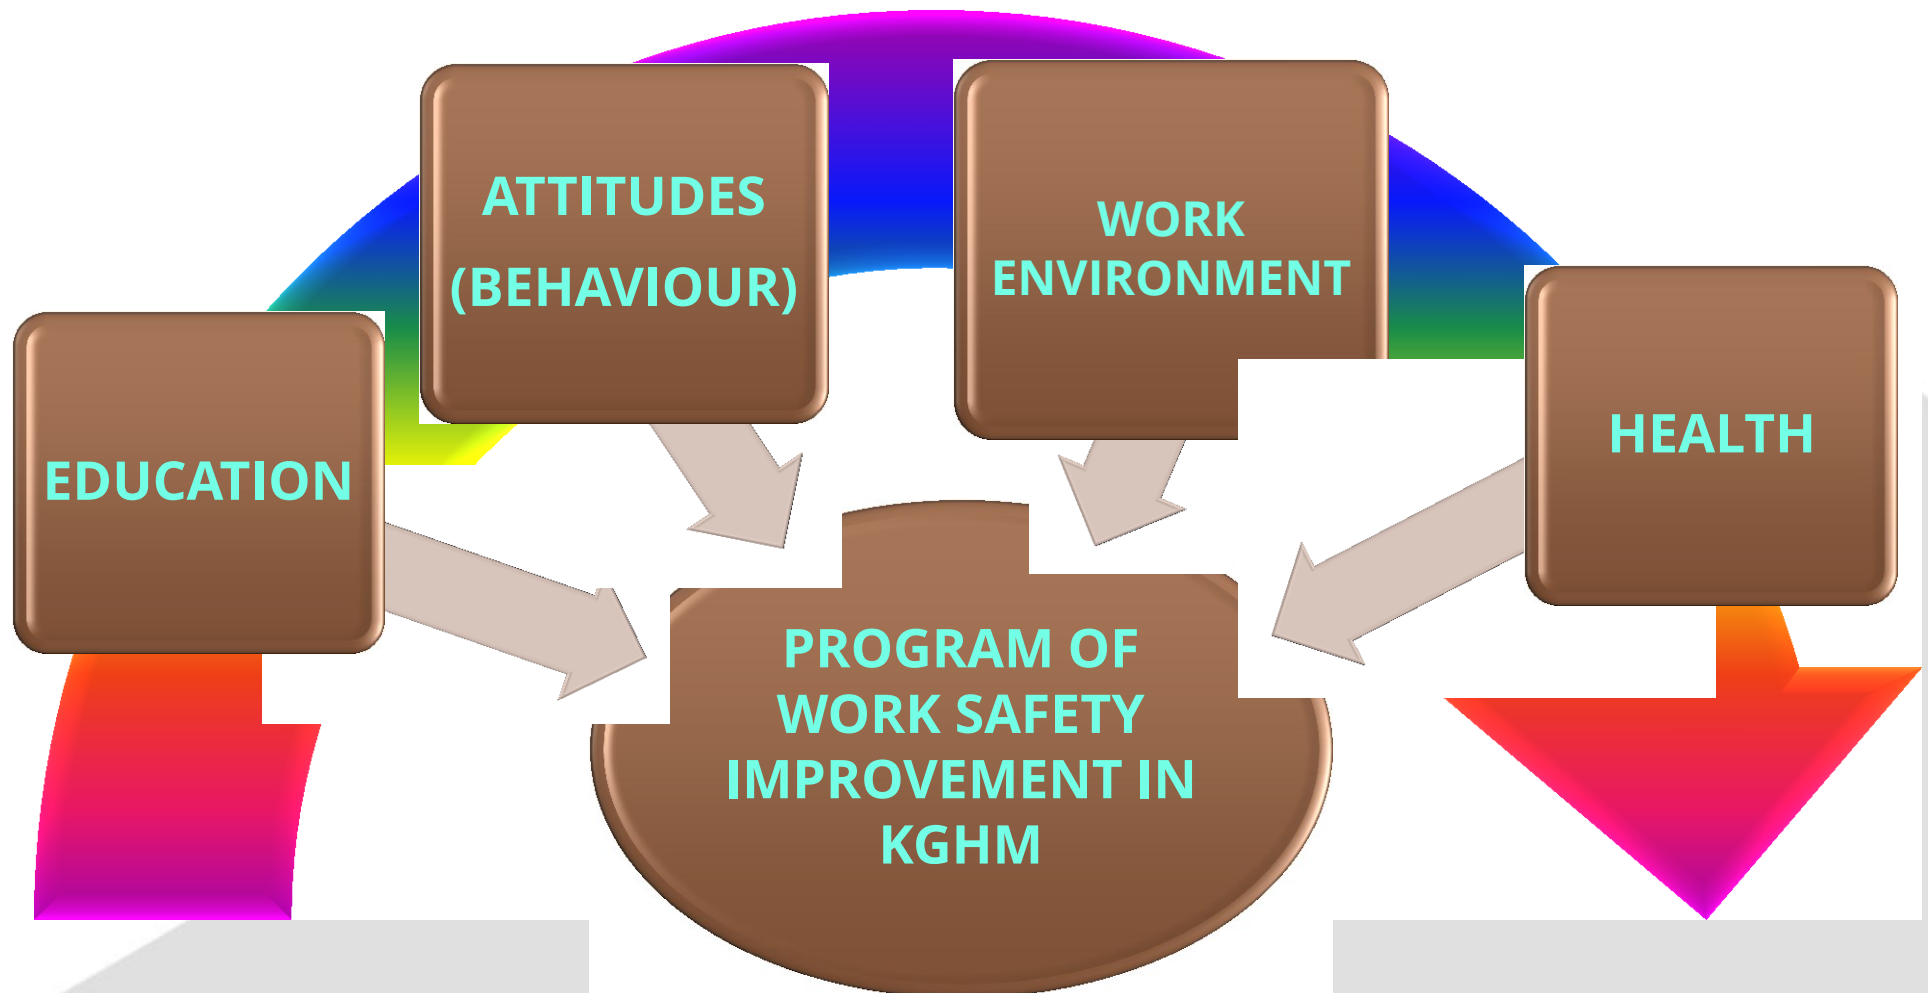 ATTITUDES
(BEHAVIOUR)
WORK
ENVIRONMENT
EDUCATION
HEALTH
PROGRAM OF
WORK SAFETY
IMPROVEMENT IN
KGHM